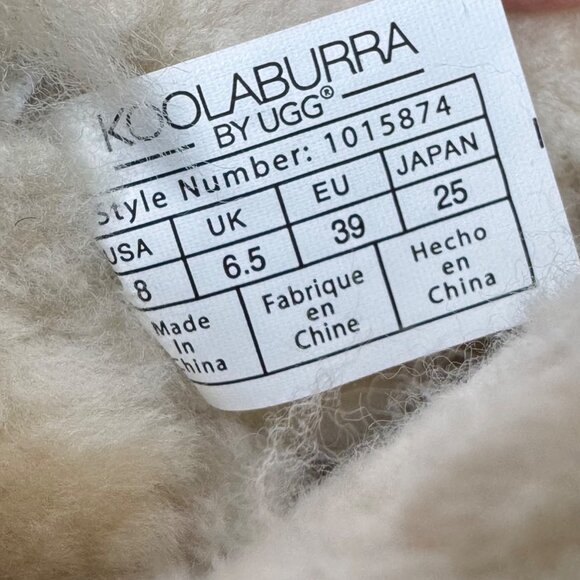 KOOLABURRA
BY UGG®
Style Number: 1015874
USA UK EU JAPAN
8 6.5 39 25
Made Fabrique Hecho
In en en
China Chine China